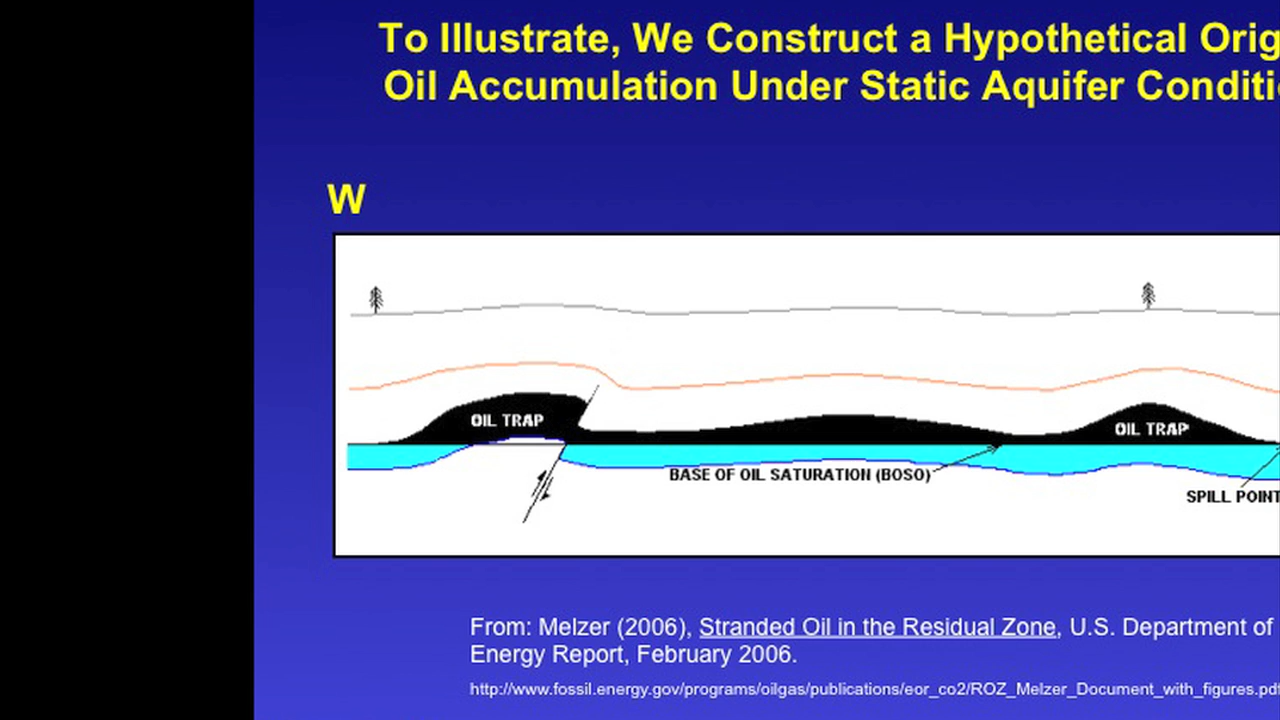 To Illustrate, We Construct a Hypothetical Orig
Oil Accumulation Under Static Aquifer Conditi
W
OIL TRAP
OIL TRAP
BASE OF OIL SATURATION (BOSO)
SPILL POINT
From: Melzer (2006), Stranded Oil in the Residual Zone, U.S. Department of
Energy Report, February 2006.
http://www.fossil.energy.gov/programs/oilgas/publications/eor_co2/ROZ_Melzer_Document_with_figures.pdf